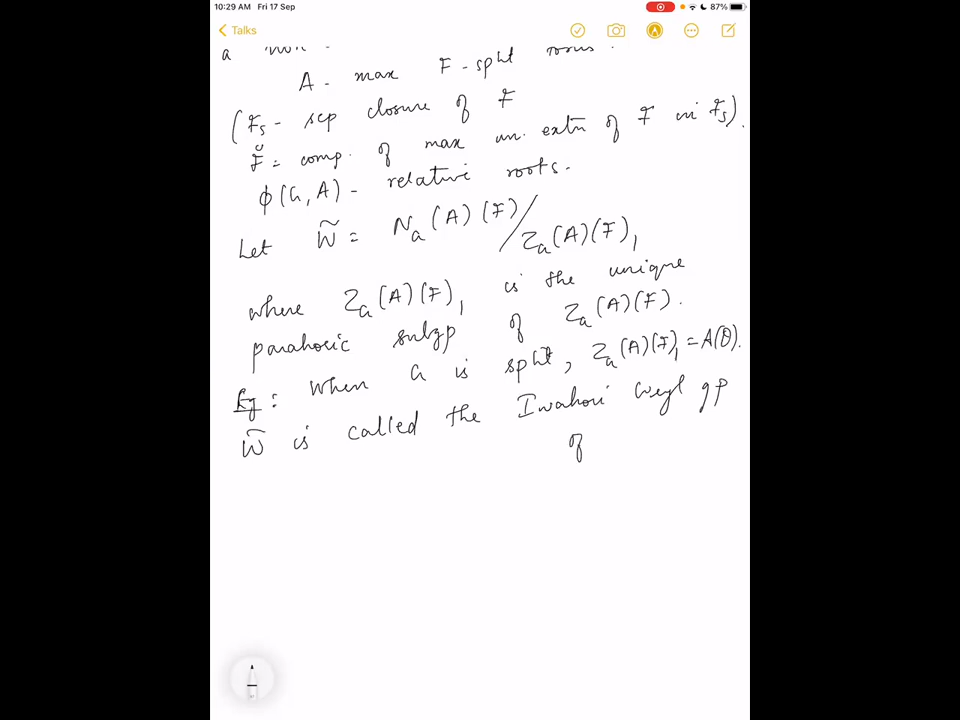 10:29 AM Fri 17 Sep
87%
Talks
a
A - max F - split torus.
(F_s - sep closure of F
F̆ = comp. of max un. extn of F in F_s).
ϕ(G, A) - relative roots.
Let W̃ = N_G(A)(F)/Z_G(A)(F)_1
where Z_G(A)(F)_1 is the unique
parahoric subgp of Z_G(A)(F).
Eg: When G is split, Z_G(A)(F)_1 = A(O).
W̃ is called the Iwahori Weyl gp
of